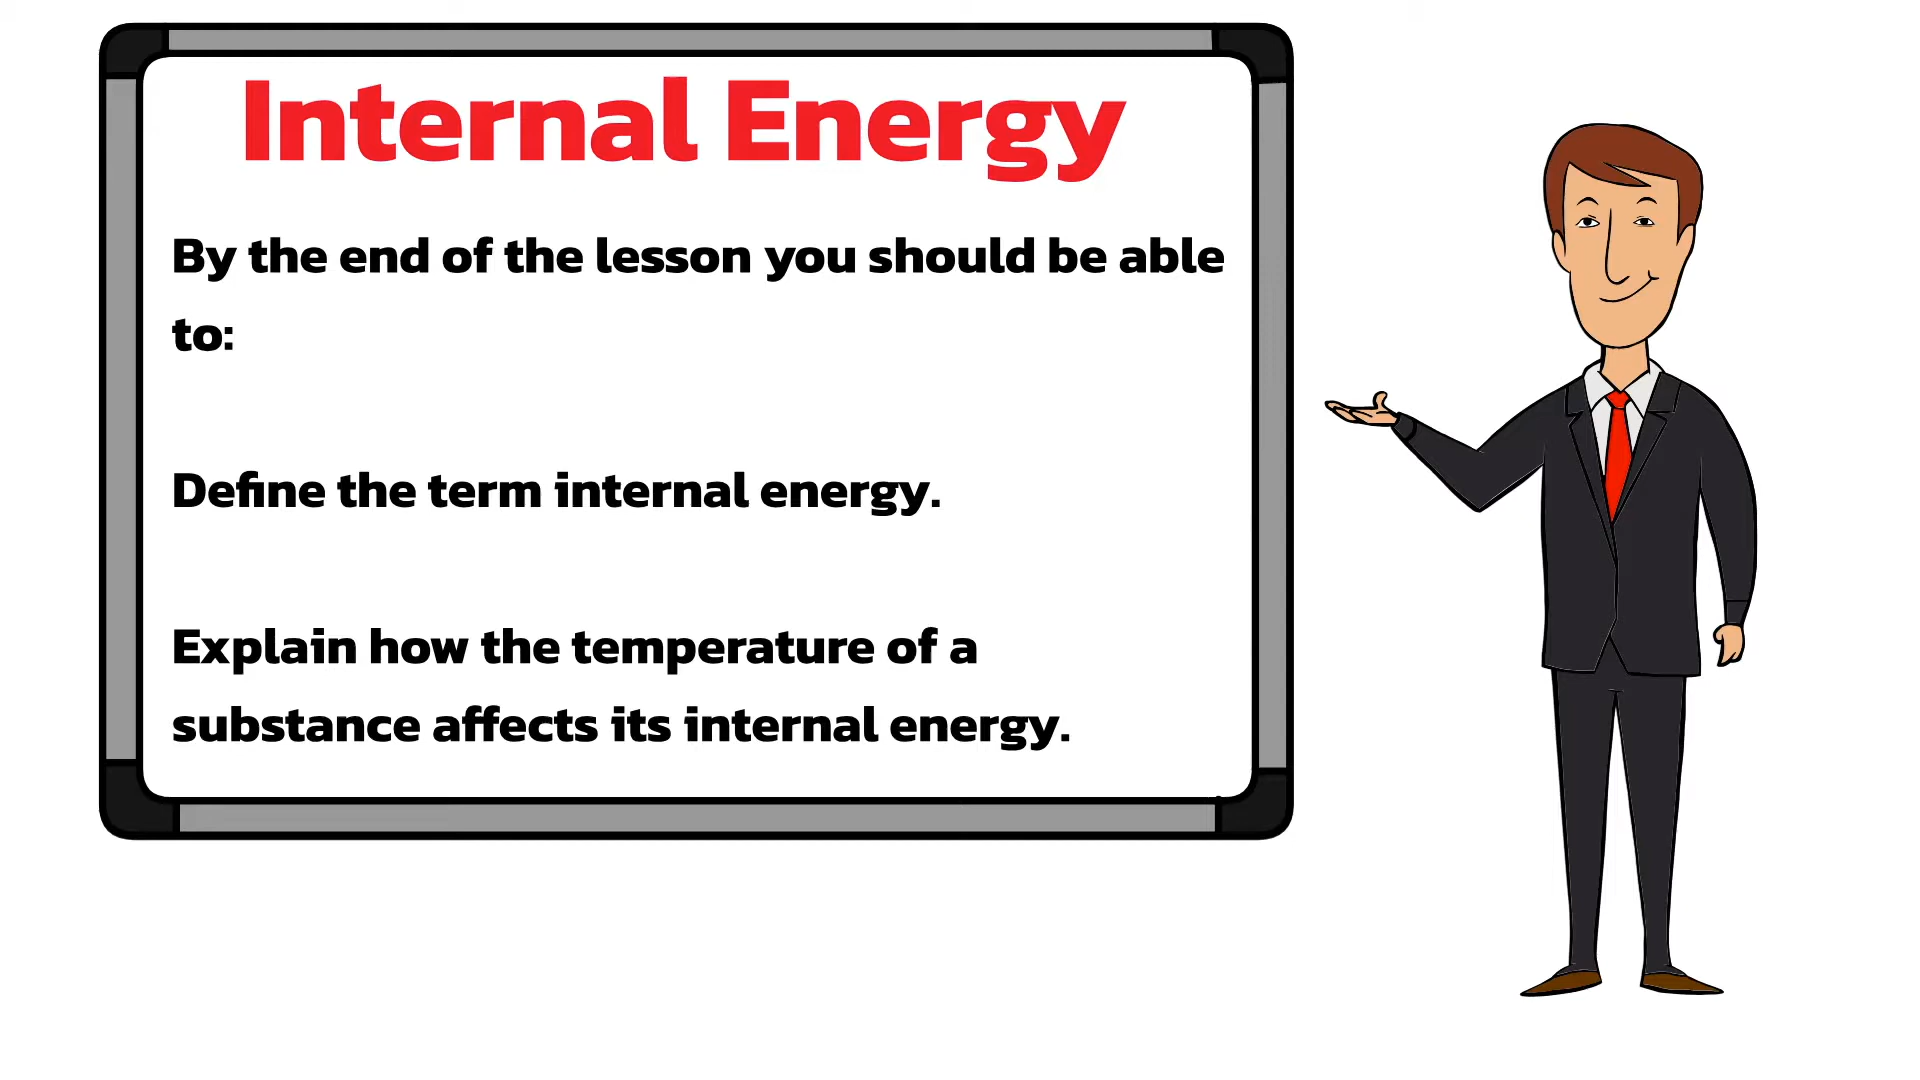 Internal Energy
By the end of the lesson you should be able
to:
Define the term internal energy.
Explain how the temperature of a
substance affects its internal energy.